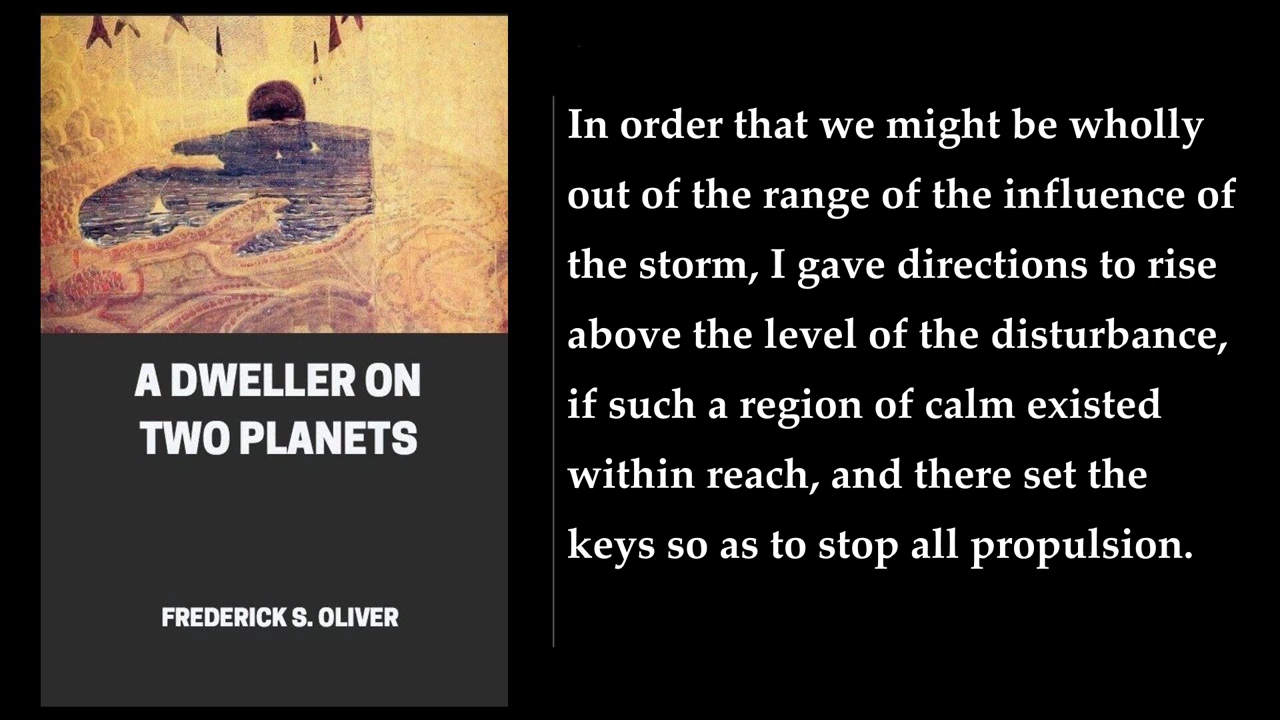 A DWELLER ON
TWO PLANETS
FREDERICK S. OLIVER
In order that we might be wholly
out of the range of the influence of
the storm, I gave directions to rise
above the level of the disturbance,
if such a region of calm existed
within reach, and there set the
keys so as to stop all propulsion.